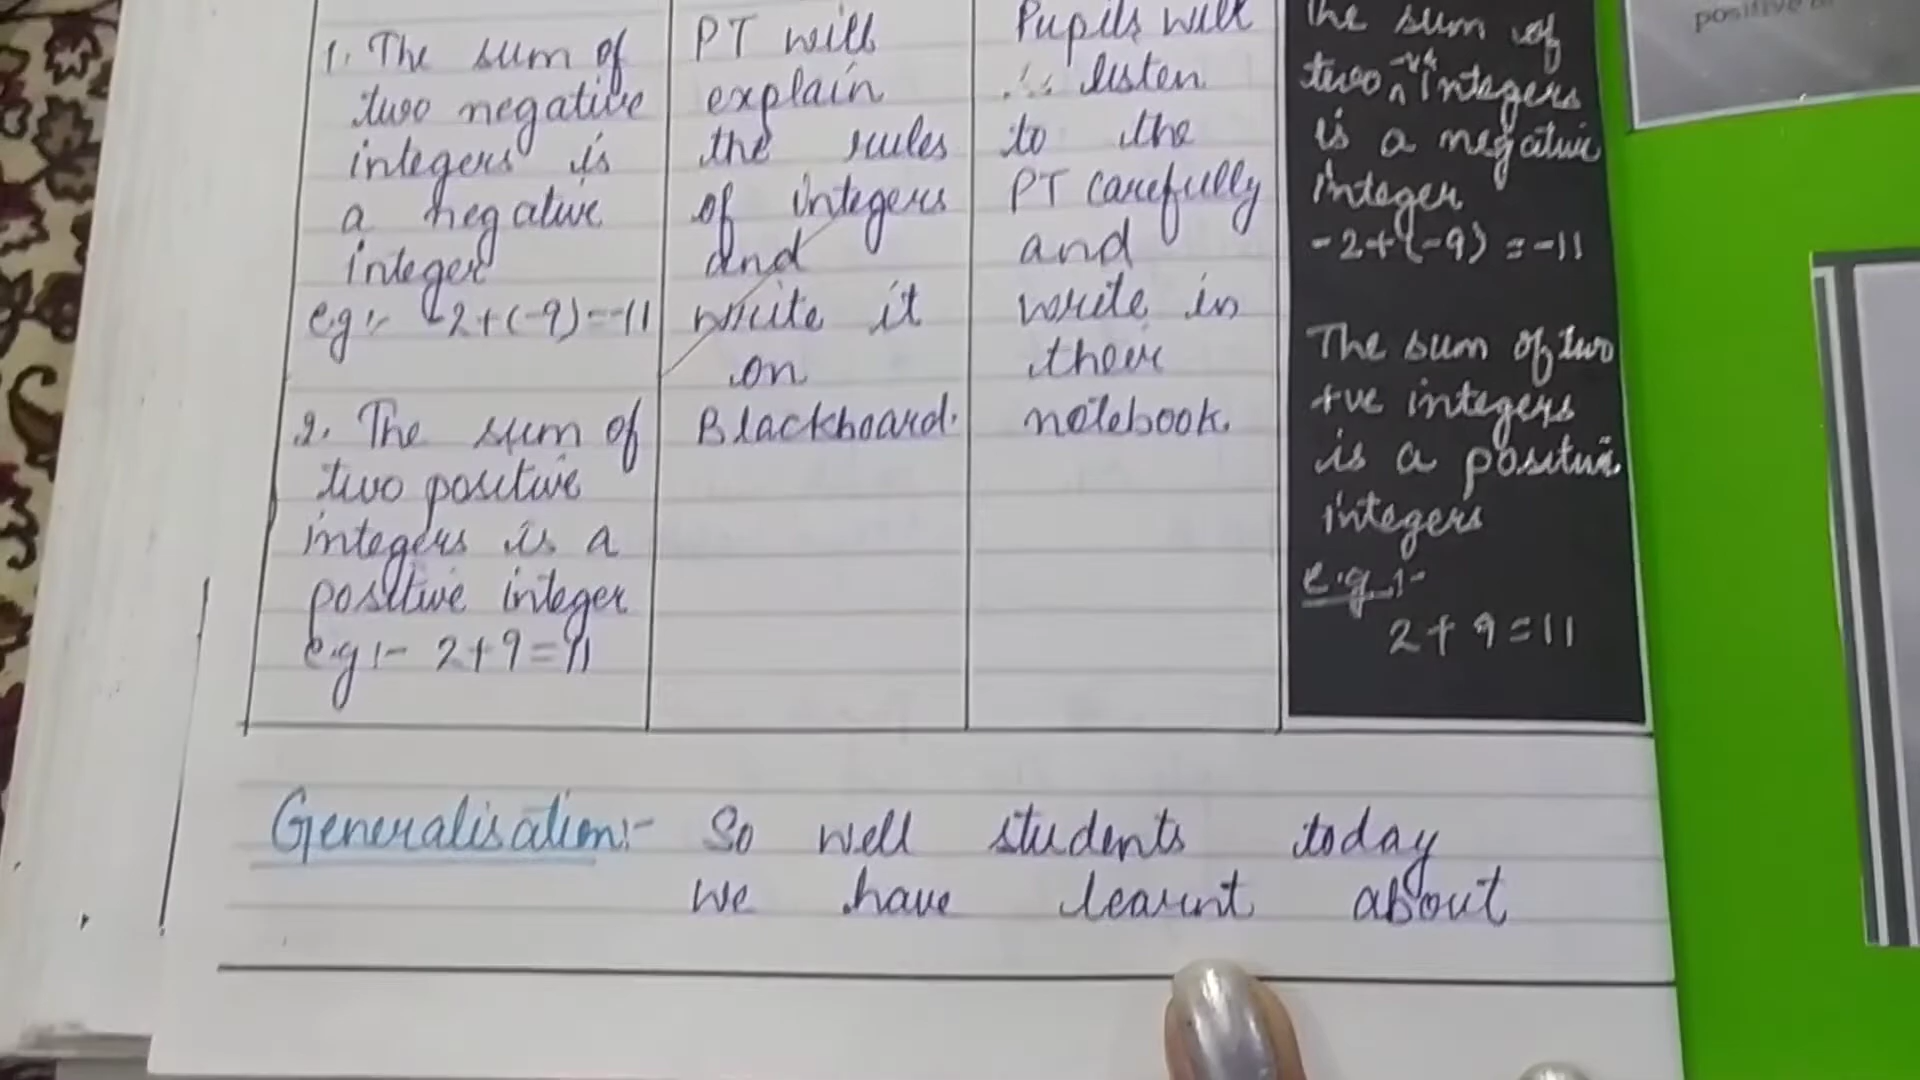 1. The sum of
two negative
integers is
a negative
integer
e.g:- -2+(-9)=-11
2. The sum of
two positive
integers is a
positive integer
e.g:- 2+9=11
PT will
explain
the rules
of integers
and
write it
on
Blackboard.
Pupils will
listen
to the
PT carefully
and
write in
their
notebook.
the sum of
two -ve integers
is a negative
integer
-2+(-9)=-11
The sum of two
+ve integers
is a positive
integers
e.g:-
2+9=11
Generalisation:- So well students today
we have learnt about
positive